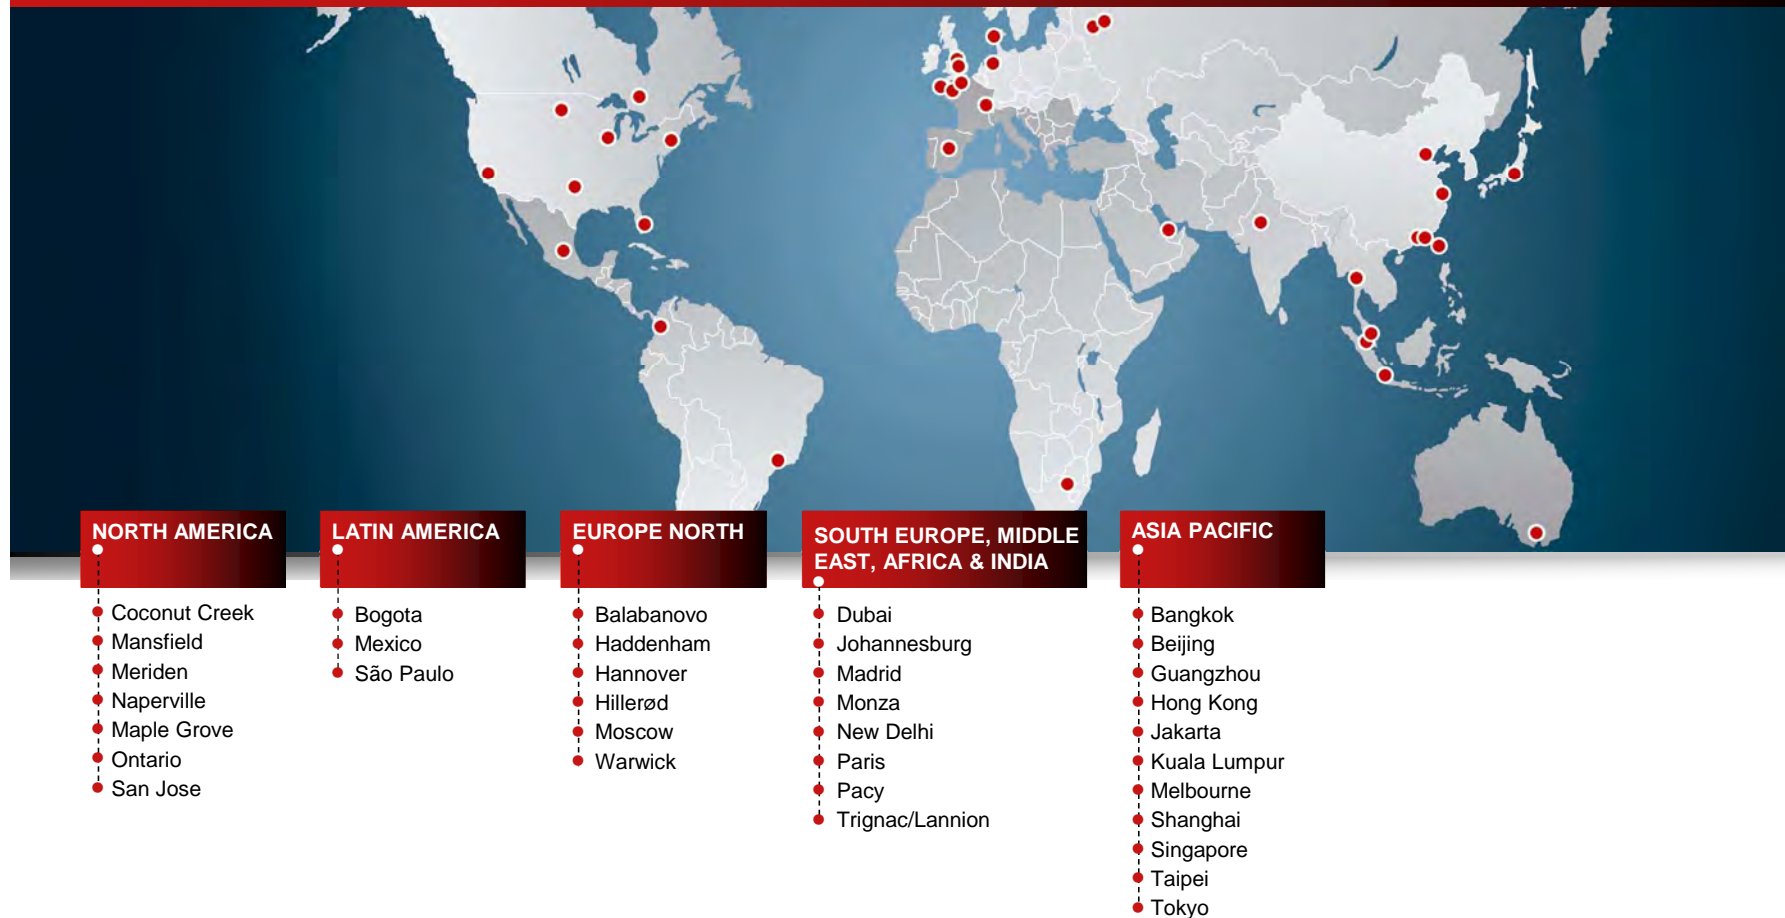 NORTH AMERICA
Coconut Creek
Mansfield
Meriden
Naperville
Maple Grove
Ontario
San Jose
LATIN AMERICA
Bogota
Mexico
São Paulo
EUROPE NORTH
Balabanovo
Haddenham
Hannover
Hillerød
Moscow
Warwick
SOUTH EUROPE, MIDDLE
EAST, AFRICA & INDIA
Dubai
Johannesburg
Madrid
Monza
New Delhi
Paris
Pacy
Trignac/Lannion
ASIA PACIFIC
Bangkok
Beijing
Guangzhou
Hong Kong
Jakarta
Kuala Lumpur
Melbourne
Shanghai
Singapore
Taipei
Tokyo